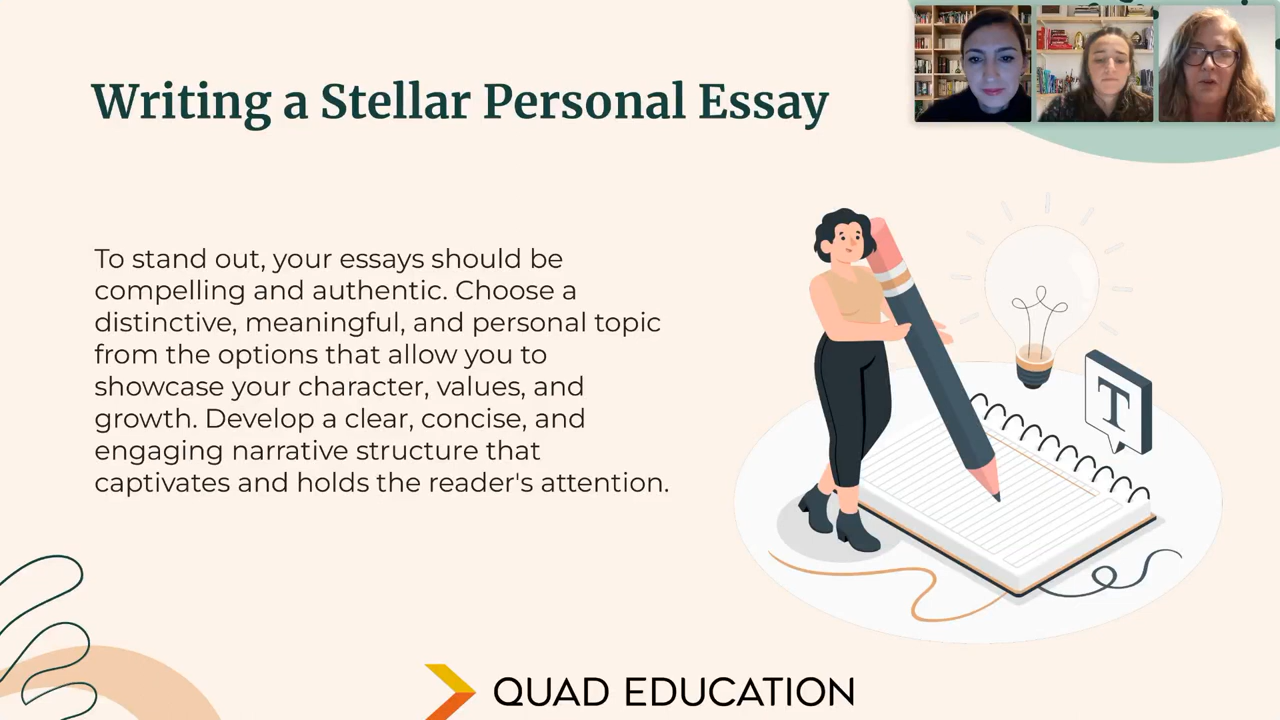 Writing a Stellar Personal Essay
To stand out, your essays should be
compelling and authentic. Choose a
distinctive, meaningful, and personal topic
from the options that allow you to
showcase your character, values, and
growth. Develop a clear, concise, and
engaging narrative structure that
captivates and holds the reader's attention.
T
QUAD EDUCATION